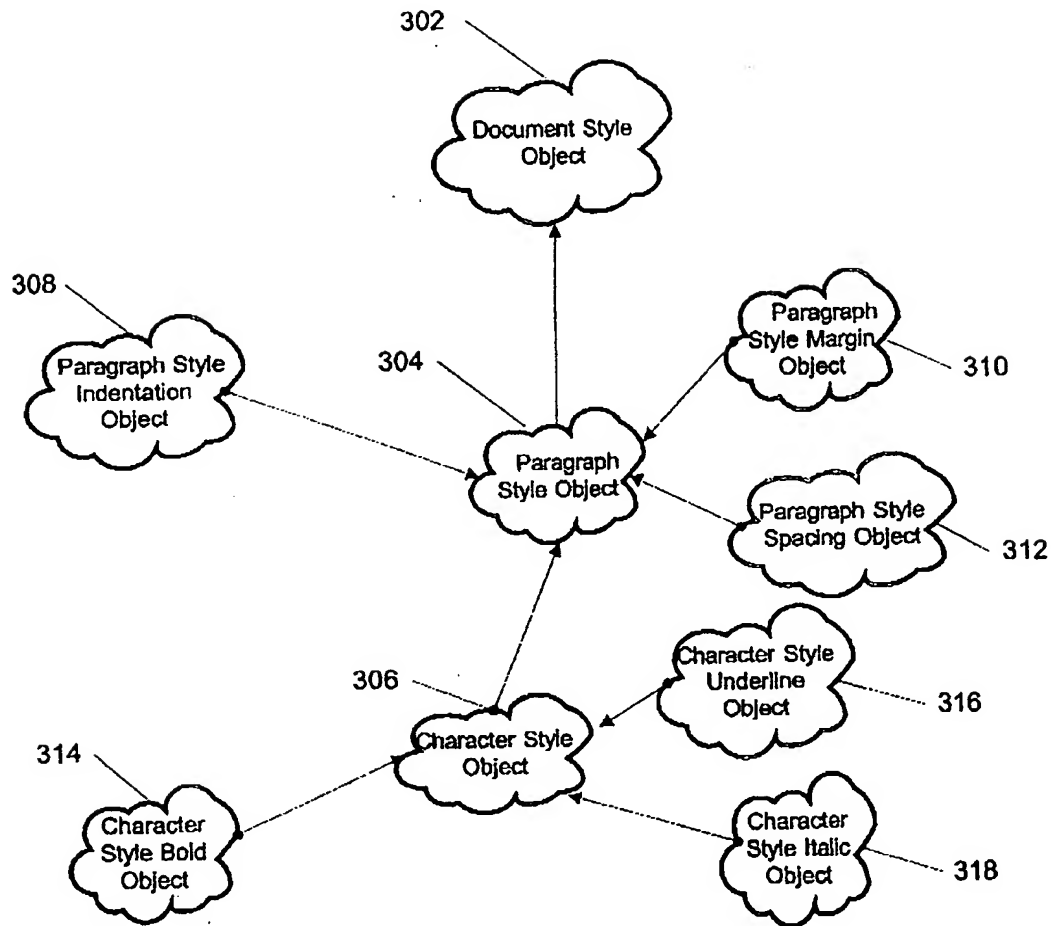 302
Document Style
Object
308
Paragraph Style
Indentation
Object
304
Paragraph
Style Margin
Object
310
Paragraph
Style Object
Paragraph Style
Spacing Object
312
306
Character Style
Underline
Object
316
314
Character Style
Object
Character
Style Bold
Object
Character
Style Italic
Object
318